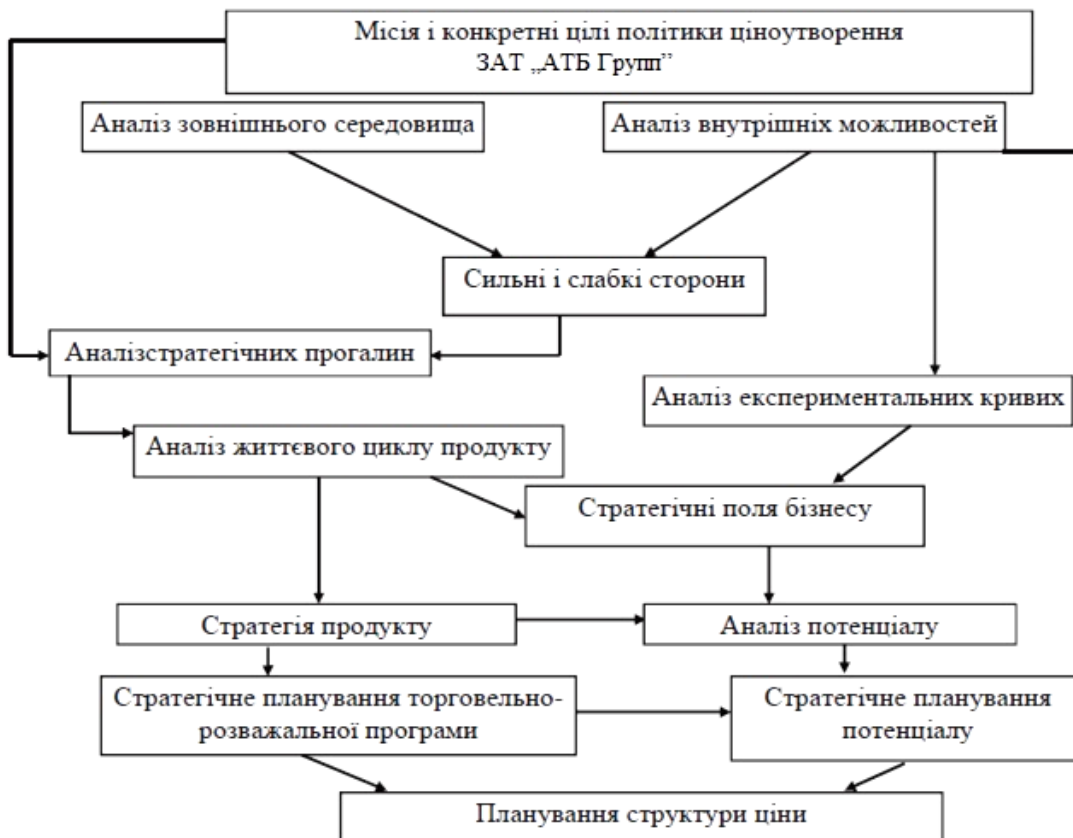 Місія і конкретні цілі політики ціноутворення
ЗАТ „АТБ Групп”
Аналіз зовнішнього середовища
Аналіз внутрішніх можливостей
Сильні і слабкі сторони
Аналізстратегічних прогалин
Аналіз експериментальних кривих
Аналіз життєвого циклу продукту
Стратегічні поля бізнесу
Стратегія продукту
Аналіз потенціалу
Стратегічне планування торговельно-
розважальної програми
Стратегічне планування
потенціалу
Планування структури ціни